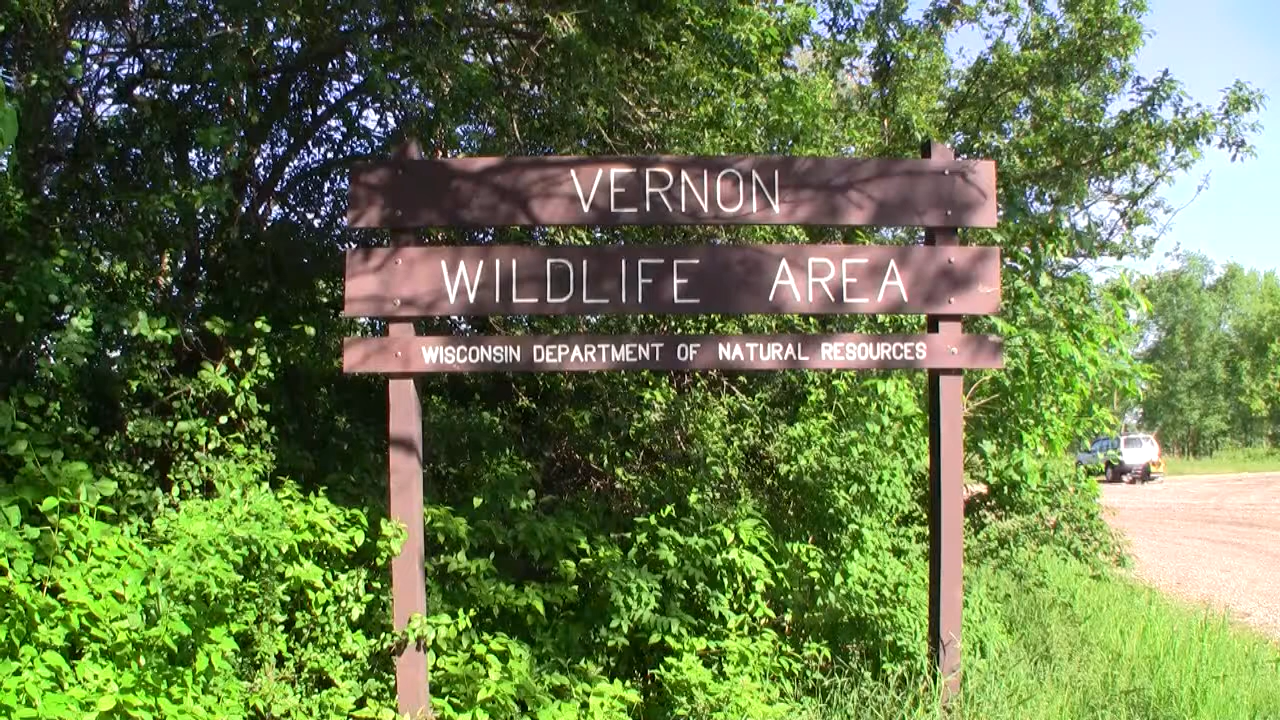 VERNON
WILDLIFE AREA
WISCONSIN DEPARTMENT OF NATURAL RESOURCES